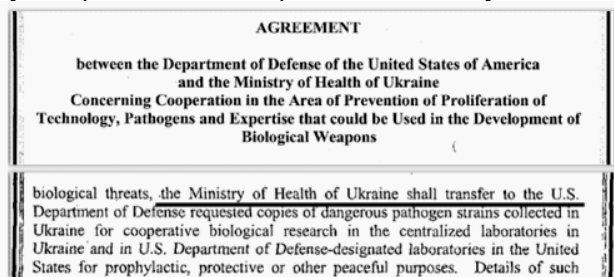 AGREEMENT
between the Department of Defense of the United States of America
and the Ministry of Health of Ukraine
Concerning Cooperation in the Area of Prevention of Proliferation of
Technology, Pathogens and Expertise that could be Used in the Development of
Biological Weapons
biological threats, the Ministry of Health of Ukraine shall transfer to the U.S.
Department of Defense requested copies of dangerous pathogen strains collected in
Ukraine for cooperative biological research in the centralized laboratories in
Ukraine and in U.S. Department of Defense-designated laboratories in the United
States for prophylactic, protective or other peaceful purposes. Details of such